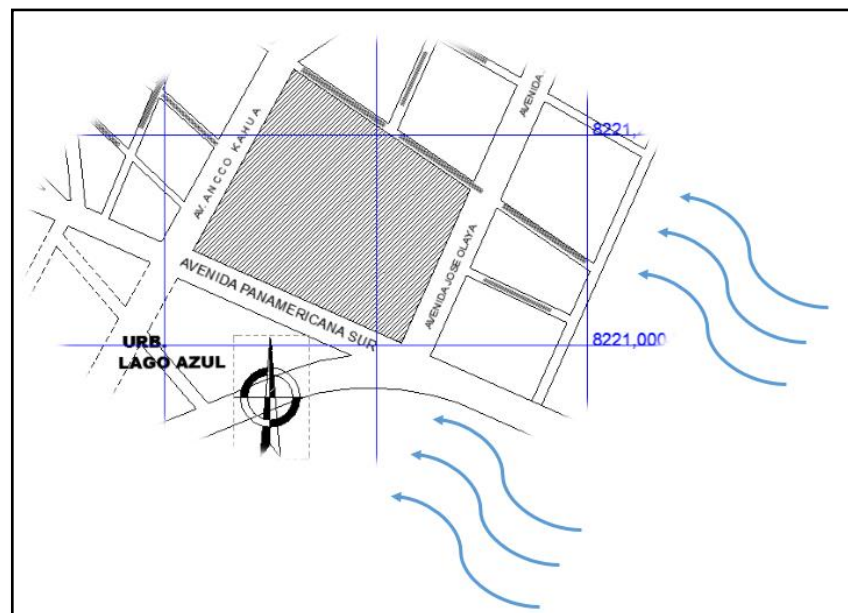 AVENIDA
8221,
AV. ANCCO KAHUA
AVENIDA JOSE OLAYA
AVENIDA PANAMERICANA SUR
8221,000
URB.
LAGO AZUL